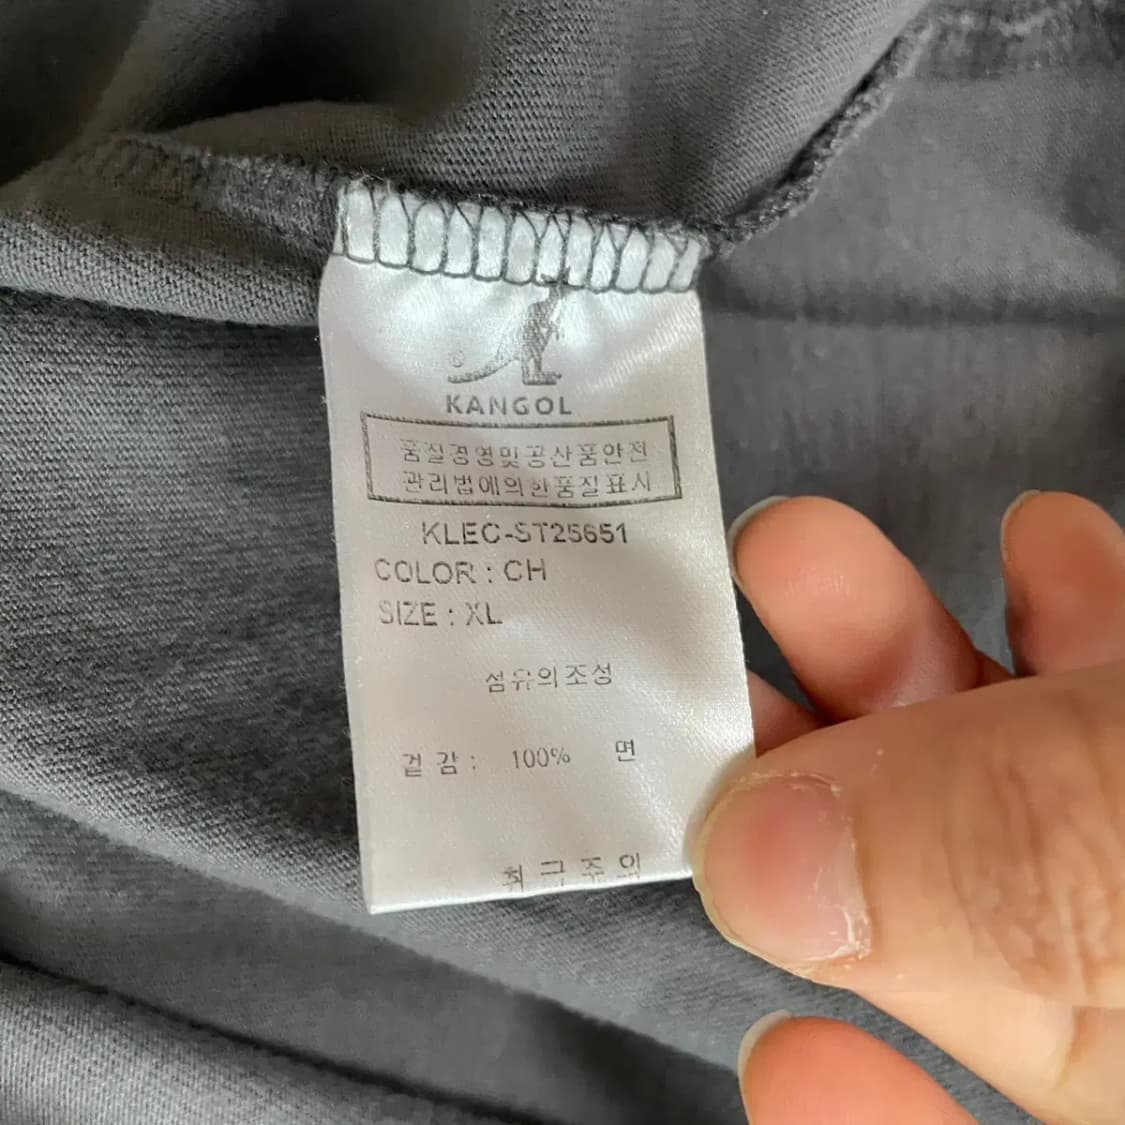 ©
KANGOL
품질경영및공산품안전
관리법에의한품질표시
KLEC-ST25651
COLOR : CH
SIZE : XL
섬유의조성
겉감 : 100% 면
취급주의